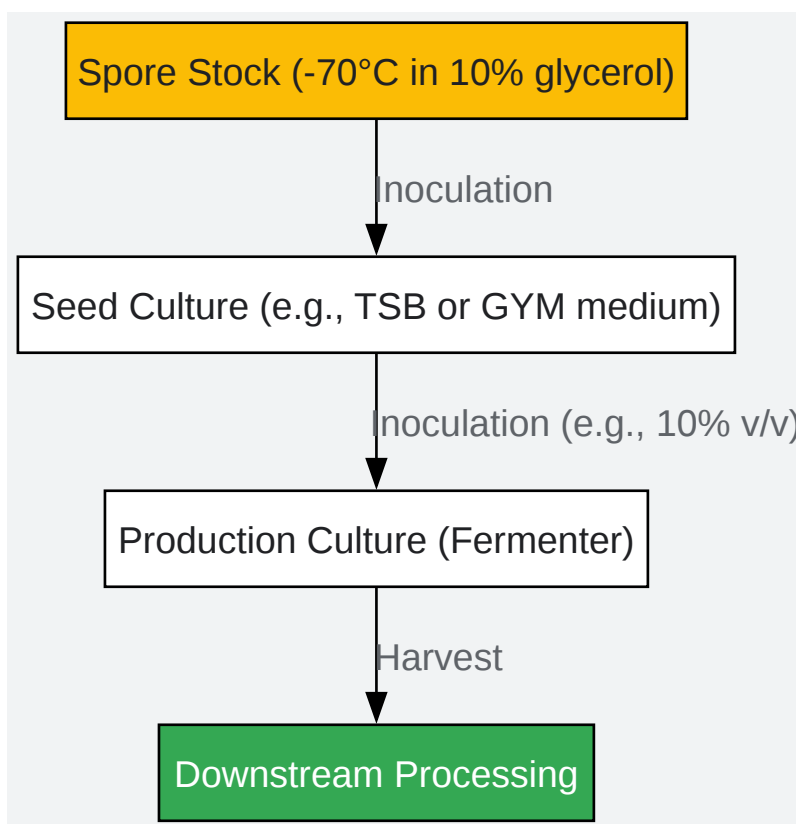 Spore Stock (-70°C in 10% glycerol)
Inoculation
Seed Culture (e.g., TSB or GYM medium)
Inoculation (e.g., 10% v/v)
Production Culture (Fermenter)
Harvest
Downstream Processing